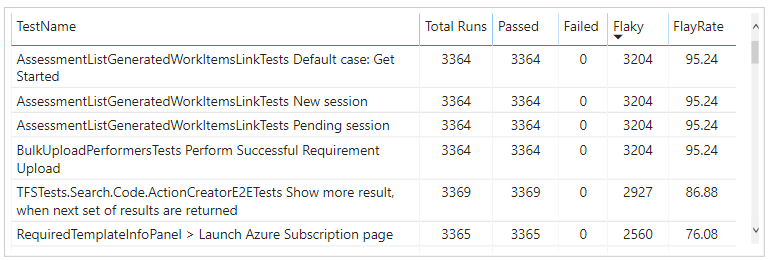 TestName Total Runs Passed Failed Flaky FlayRate
AssessmentListGeneratedWorkItemsLinkTests Default case: Get 3364 3364 0 3204 95.24
Started
AssessmentListGeneratedWorkItemsLinkTests New session 3364 3364 0 3204 95.24
AssessmentListGeneratedWorkItemsLinkTests Pending session 3364 3364 0 3204 95.24
BulkUploadPerformersTests Perform Successful Requirement 3364 3364 0 3204 95.24
Upload
TFSTests.Search.Code.ActionCreatorE2ETests Show more result, 3369 3369 0 2927 86.88
when next set of results are returned
RequiredTemplateInfoPanel > Launch Azure Subscription page 3365 3365 0 2560 76.08